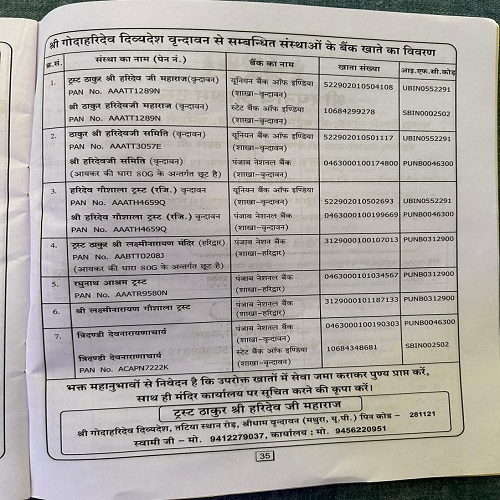 श्री गोदाहरिदेव दिव्यदेश वृन्दावन से सम्बन्धित संस्थाओं के बैंक खाते का विवरण
क्र.सं. संस्था का नाम (पेन नं.) बैंक का नाम खाता संख्या आइ.एफ.सी.कोड
1. ट्रस्ट ठाकुर श्री हरिदेव जी महाराज(वृन्दावन) यूनियन बैंक ऑफ इण्डिया 522902010504108 UBIN0552291
PAN No. AAATT1289N (शाखा-वृन्दावन)
श्री ठाकुर हरिदेवजी महाराज (वृन्दावन) स्टेट बैंक ऑफ इण्डिया 10684299278 SBIN0002502
PAN No. AAATT1289N (शाखा-वृन्दावन)
2. ठाकुर श्री हरिदेवजी समिति (वृन्दावन) यूनियन बैंक ऑफ इण्डिया 522902010501117 UBIN0552291
PAN No. AAATT3057E (शाखा-वृन्दावन)
श्री हरिदेवजी समिति (वृन्दावन) पंजाब नेशनल बैंक 0463000100174800 PUNB0046300
(आयकर की धारा 80G के अन्तर्गत छूट है) (शाखा-वृन्दावन)
3. हरिदेव गौशाला ट्रस्ट (रजि.) वृन्दावन यूनियन बैंक ऑफ इण्डिया
PAN No. AAATH4659Q (शाखा-वृन्दावन) 522902010502693 UBIN0552291
श्री हरिदेव गौशाला ट्रस्ट (रजि.) वृन्दावन पंजाब नेशनल बैंक 0463000100199669 PUNB0046300
PAN No. AAATH4659Q (शाखा-वृन्दावन)
4. ट्रस्ट ठाकुर श्री लक्ष्मीनारायण मंदिर (हरिद्वार) पंजाब नेशन बैंक 3129000100107013 PUNB0312900
PAN No. AABTT0208J (शाखा-हरिद्वार)
(आयकर की धारा 80G के अन्तर्गत छूट है)
5. रघुनाथ आश्रम ट्रस्ट पंजाब नेशनल बैंक 0463000101034567 PUNB0312900
PAN No. AAATR9580N (शाखा-हरिद्वार)
6. श्री लक्ष्मीनारायण गौशाला ट्रस्ट पंजाब नेशनल बैंक 3129000101187133 PUNB0312900
(शाखा-हरिद्वार)
7. त्रिदण्डी देवनारायाणाचार्य पंजाब नेशनल बैंक 0463000100190303 PUNB0046300
(शाखा-वृन्दावन)
त्रिदण्डी देवनाराणाचार्य स्टेट बैंक ऑफ इण्डिया 10684348681 SBIN002502
PAN No. ACAPN7222K (शाखा-वृन्दावन)
भक्त महानुभावों से निवेदन है कि उपरोक्त खातों में सेवा जमा कराकर पुण्य प्राप्त करें,
साथ ही मंदिर कार्यालय पर सूचित करने की कृपा करें।
ट्रस्ट ठाकुर श्री हरिदेव जी महाराज
श्री गोदाहरिदेव दिव्यदेश, तटिया स्थान रोड़, श्रीधाम वृन्दावन (मथुरा, यू.पी.) पिन कोड - 281121
स्वामी जी - मो. 9412279037, कार्यालय : मो. 9456220951
35